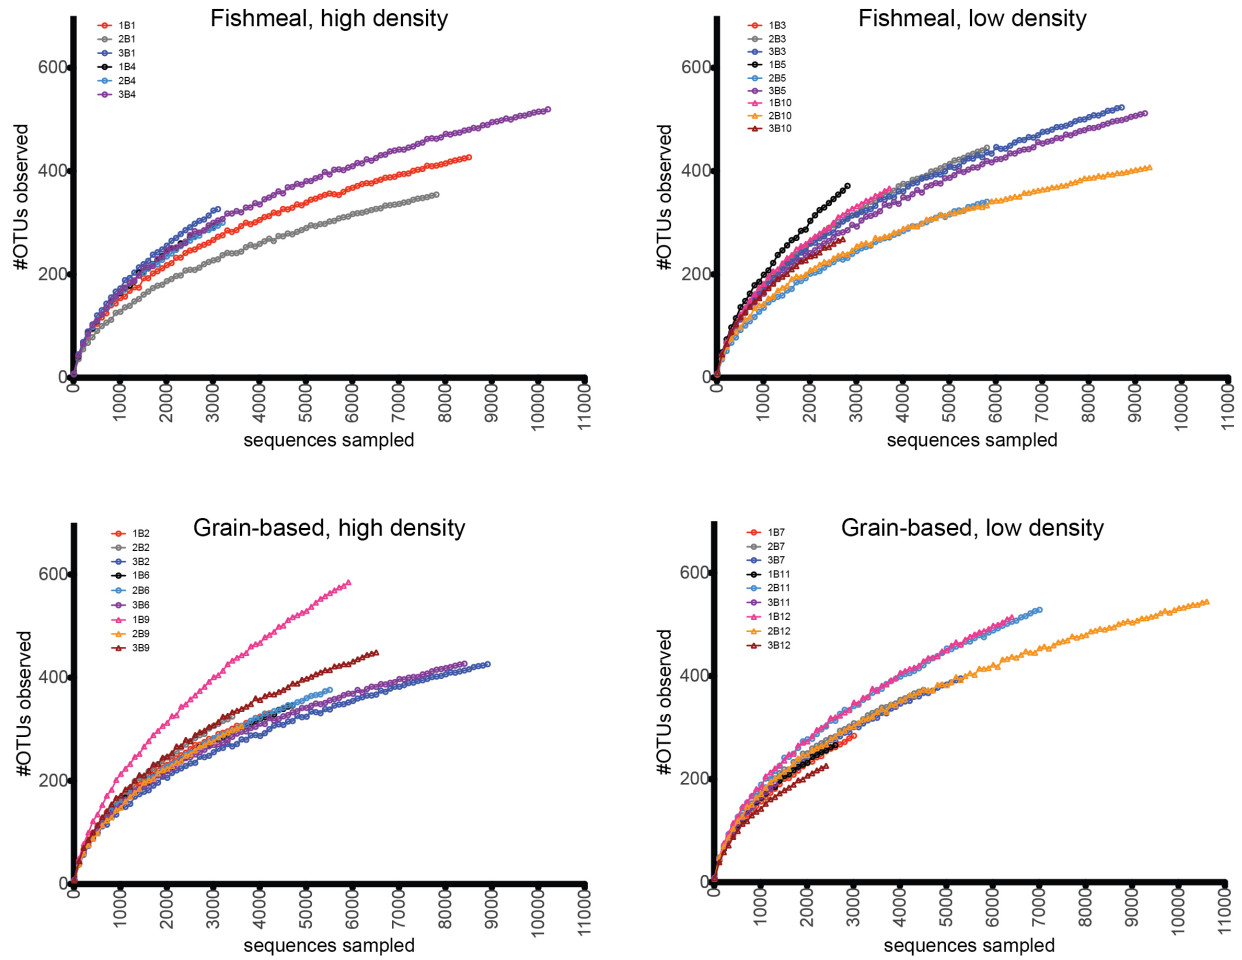 Fishmeal, high density
1B1
2B1
3B1
1B4
2B4
3B4
600
400
200
0
#OTUs observed
0 1000 2000 3000 4000 5000 6000 7000 8000 9000 10000 11000
sequences sampled
Fishmeal, low density
1B3
2B3
3B3
1B5
2B5
3B5
1B10
2B10
3B10
600
400
200
0
#OTUs observed
0 1000 2000 3000 4000 5000 6000 7000 8000 9000 10000 11000
sequences sampled
Grain-based, high density
1B2
2B2
3B2
1B6
2B6
3B6
1B9
2B9
3B9
600
400
200
0
#OTUs observed
0 1000 2000 3000 4000 5000 6000 7000 8000 9000 10000 11000
sequences sampled
Grain-based, low density
1B7
2B7
3B7
1B11
2B11
3B11
1B12
2B12
3B12
600
400
200
0
#OTUs observed
0 1000 2000 3000 4000 5000 6000 7000 8000 9000 10000 11000
sequences sampled